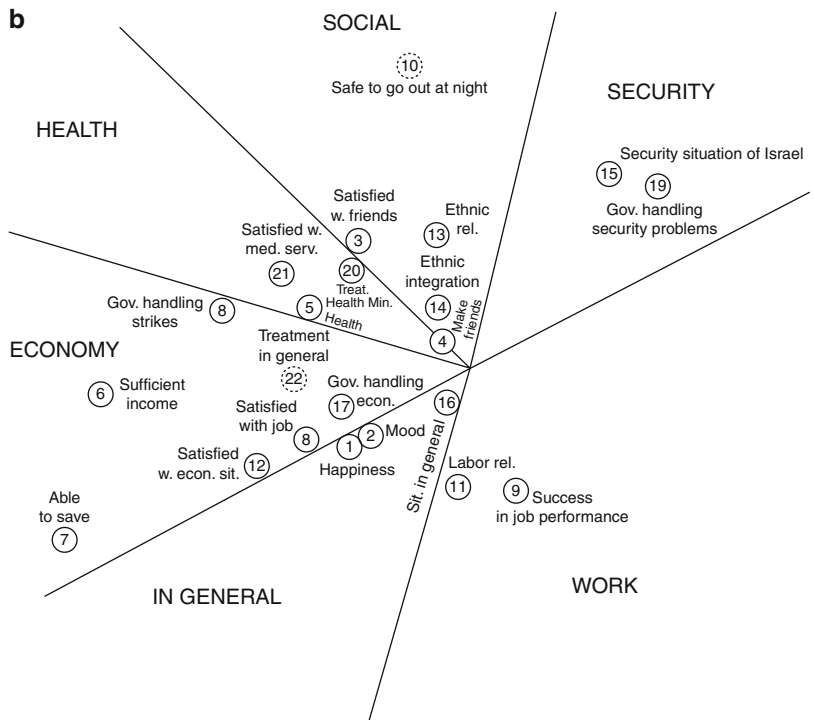 b
SOCIAL
10
Safe to go out at night
SECURITY
HEALTH
15
Security situation of Israel
19
Gov. handling
security problems
Satisfied
w. friends
3
Ethnic
rel.
13
Satisfied w.
med. serv.
21
20
Treat.
Health Min.
Ethnic
integration
14
Make
friends
4
5
Health
Gov. handling
strikes
8
ECONOMY
Treatment
in general
22
6
Sufficient
income
Gov. handling
econ.
17
16
Sit. in general
Satisfied
with job
8
2
Mood
1
Happiness
Satisfied
w. econ. sit.
12
Labor rel.
11
9
Success
in job performance
Able
to save
7
IN GENERAL
WORK